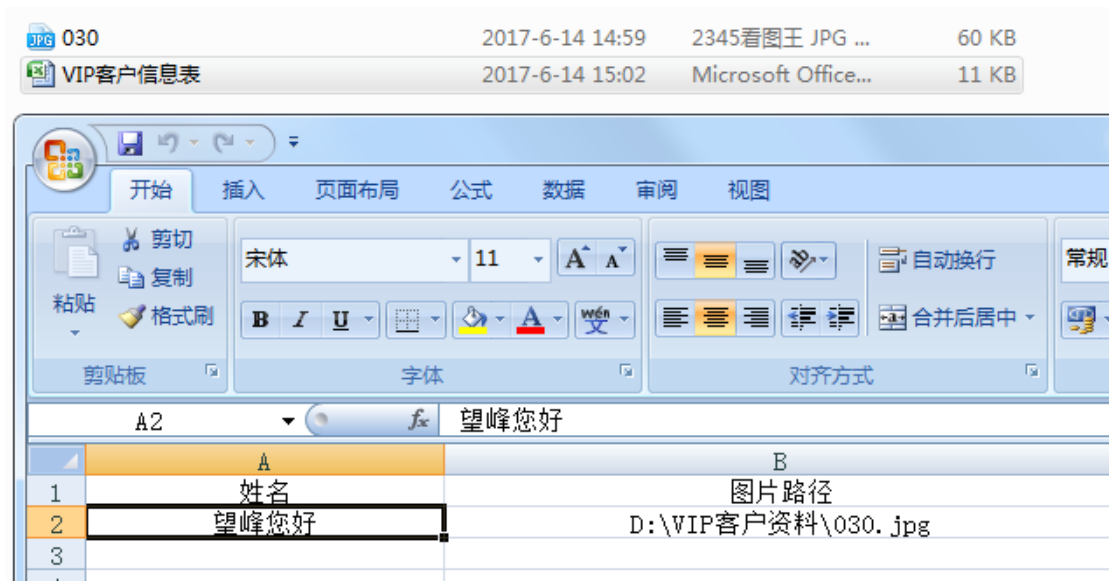 030 2017-6-14 14:59 2345看图王 JPG ... 60 KB
VIP客户信息表 2017-6-14 15:02 Microsoft Office... 11 KB
开始 插入 页面布局 公式 数据 审阅 视图
剪切
宋体 11 A A 自动换行 常规
复制
粘贴
格式刷 B I U A wén 文 a 合并后居中
剪贴板 字体 对齐方式
A2 fx 望峰您好
A B
1 姓名 图片路径
2 望峰您好 D:\VIP客户资料\030.jpg
3